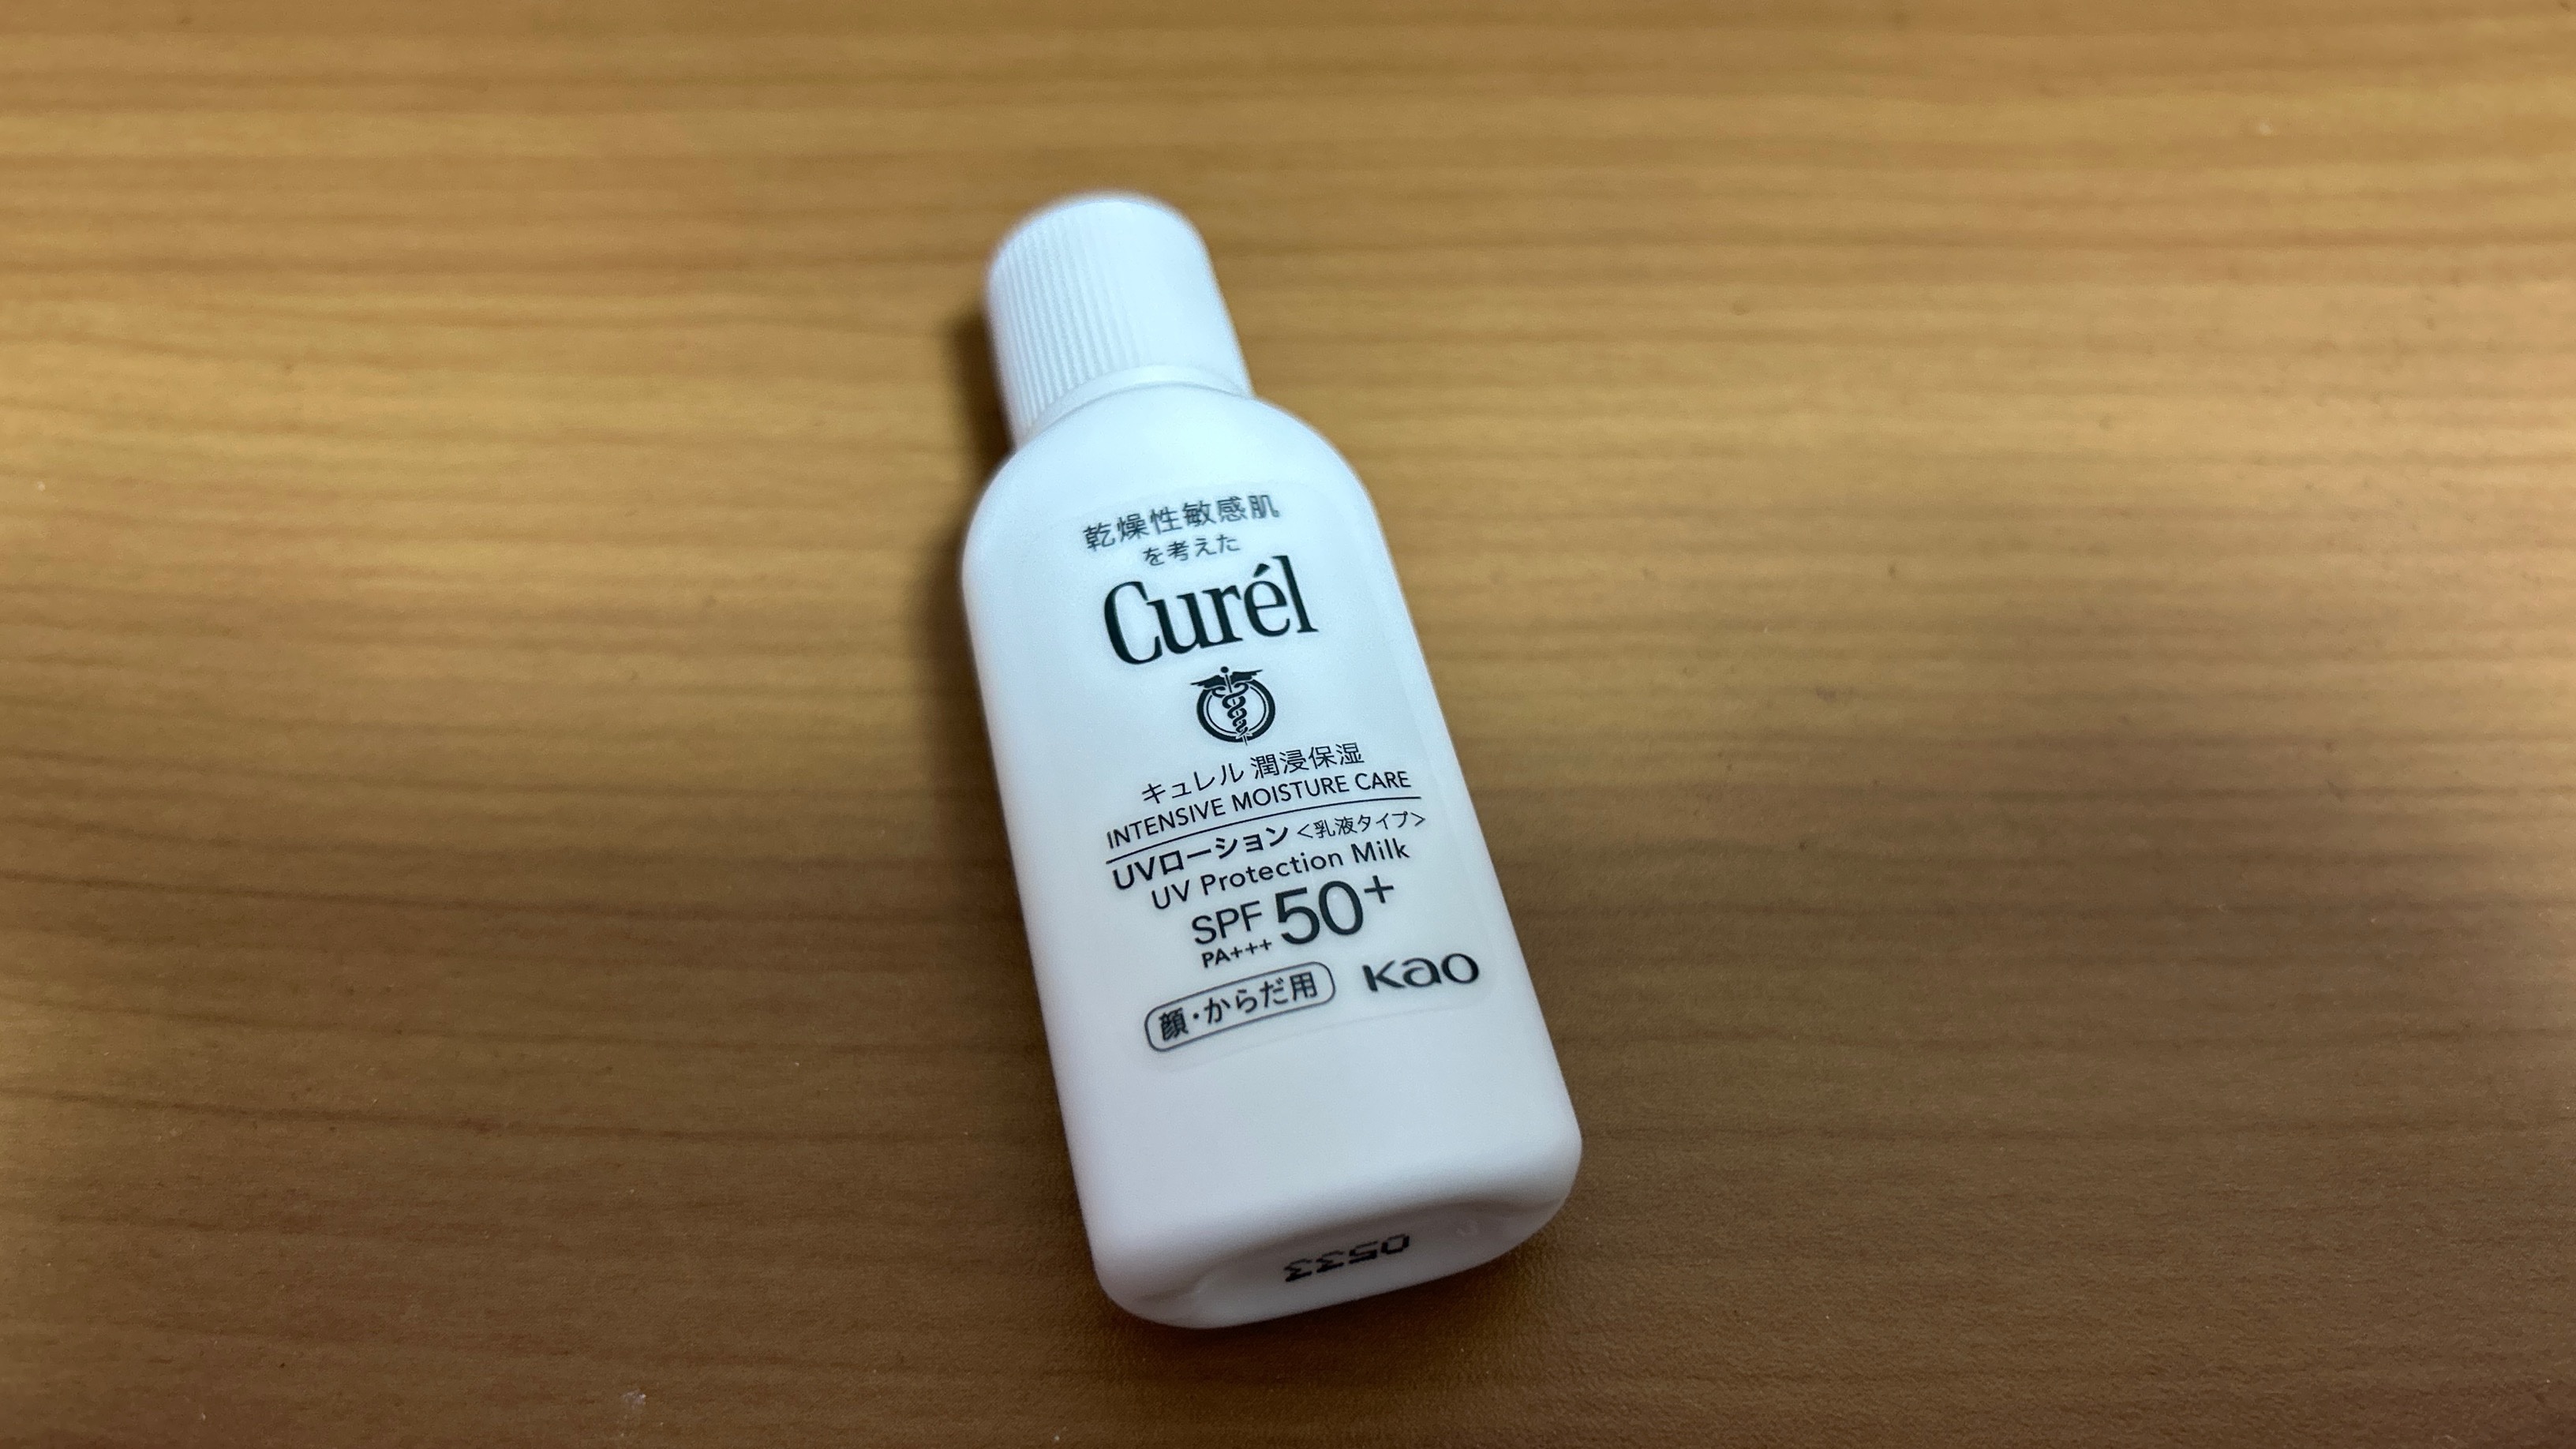 乾燥性敏感肌
を考えた
Curél
キュレル 潤浸保湿
INTENSIVE MOISTURE CARE
UVローション<乳液タイプ>
UV Protection Milk
SPF 50+
PA+++
顔・からだ用 Kao
0533